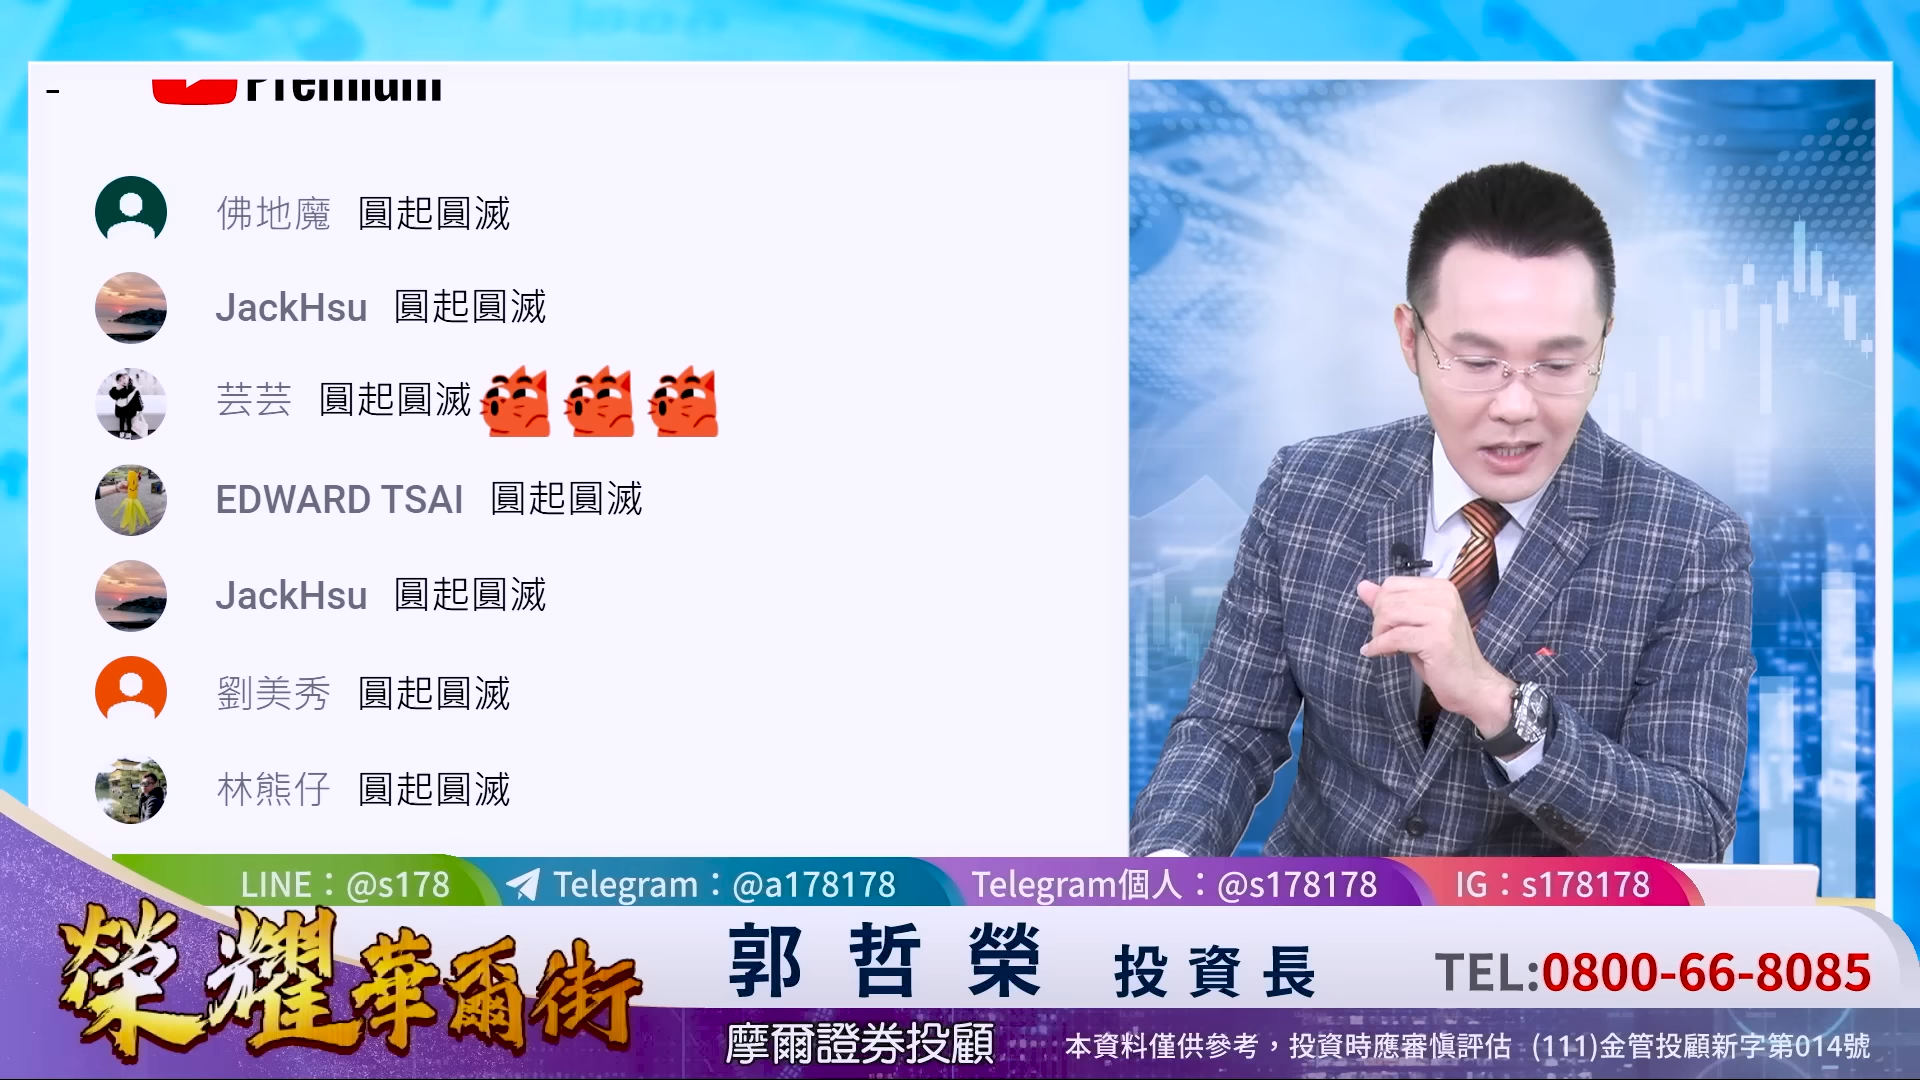 Premium
佛地魔 圓起圓滅
JackHsu 圓起圓滅
芸芸 圓起圓滅
EDWARD TSAI 圓起圓滅
JackHsu 圓起圓滅
劉美秀 圓起圓滅
林熊仔 圓起圓滅
LINE：@s178 Telegram：@a178178 Telegram個人：@s178178 IG：s178178
榮耀華爾街
郭哲榮 投資長 TEL:0800-66-8085
摩爾證券投顧 本資料僅供參考，投資時應審慎評估 (111)金管投顧新字第014號